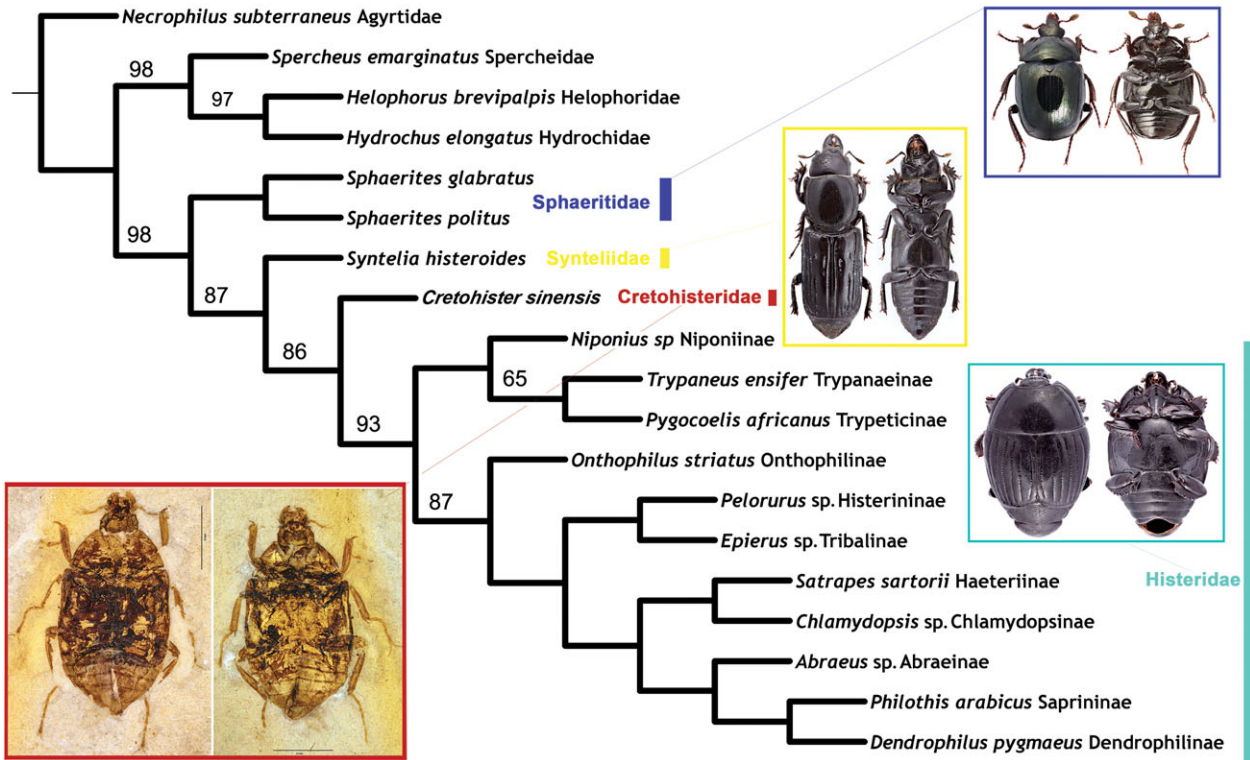 Necrophilus subterraneus Agyrtidae
98
Spercheus emarginatus Spercheidae
97
Helophorus brevipalpis Helophoridae
Hydrochus elongatus Hydrochidae
98
Sphaerites glabratus
Sphaeritidae
Sphaerites politus
87
Syntelia histeroides Synteliidae
86
Cretohister sinensis Cretohisteridae
93
Niponius sp Niponiinae
65
Trypaneus ensifer Trypanaeinae
Pygocoelis africanus Trypeticinae
87
Onthophilus striatus Onthophilinae
Pelorurus sp. Histerininae
Epierus sp. Tribalinae
Histeridae
Satrapes sartorii Haeteriinae
Chlamydopsis sp. Chlamydopsinae
Abraeus sp. Abraeinae
Philothis arabicus Saprininae
Dendrophilus pygmaeus Dendrophilinae